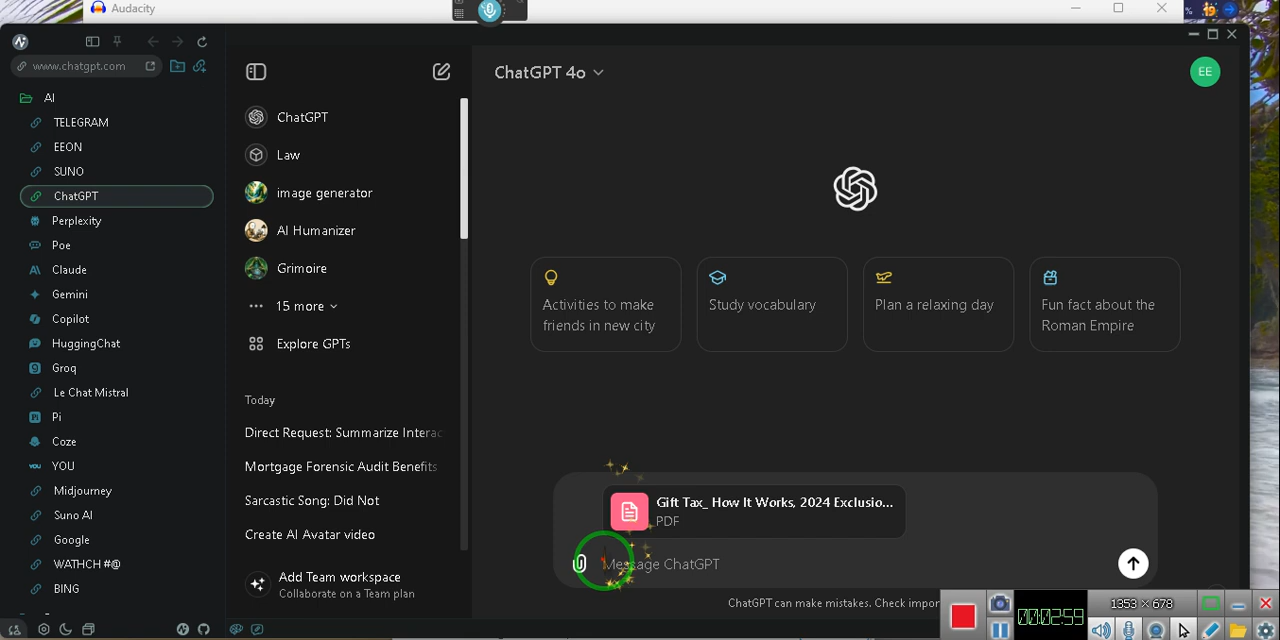 Audacity
%
19
www.chatgpt.com
AI
TELEGRAM
EEON
SUNO
ChatGPT
Perplexity
Poe
Claude
Gemini
Copilot
HuggingChat
Groq
Le Chat Mistral
Pi
Coze
YOU
Midjourney
Suno AI
Google
WATHCH #@
BING
ChatGPT
Law
image generator
AI Humanizer
Grimoire
15 more
Explore GPTs
Today
Direct Request: Summarize Interac
Mortgage Forensic Audit Benefits
Sarcastic Song: Did Not
Create AI Avatar video
Add Team workspace
Collaborate on a Team plan
ChatGPT 4o
EE
Activities to make
friends in new city
Study vocabulary
Plan a relaxing day
Fun fact about the
Roman Empire
Gift Tax_ How It Works, 2024 Exclusio...
PDF
Message ChatGPT
ChatGPT can make mistakes. Check impor
1353 × 678
00:02:59